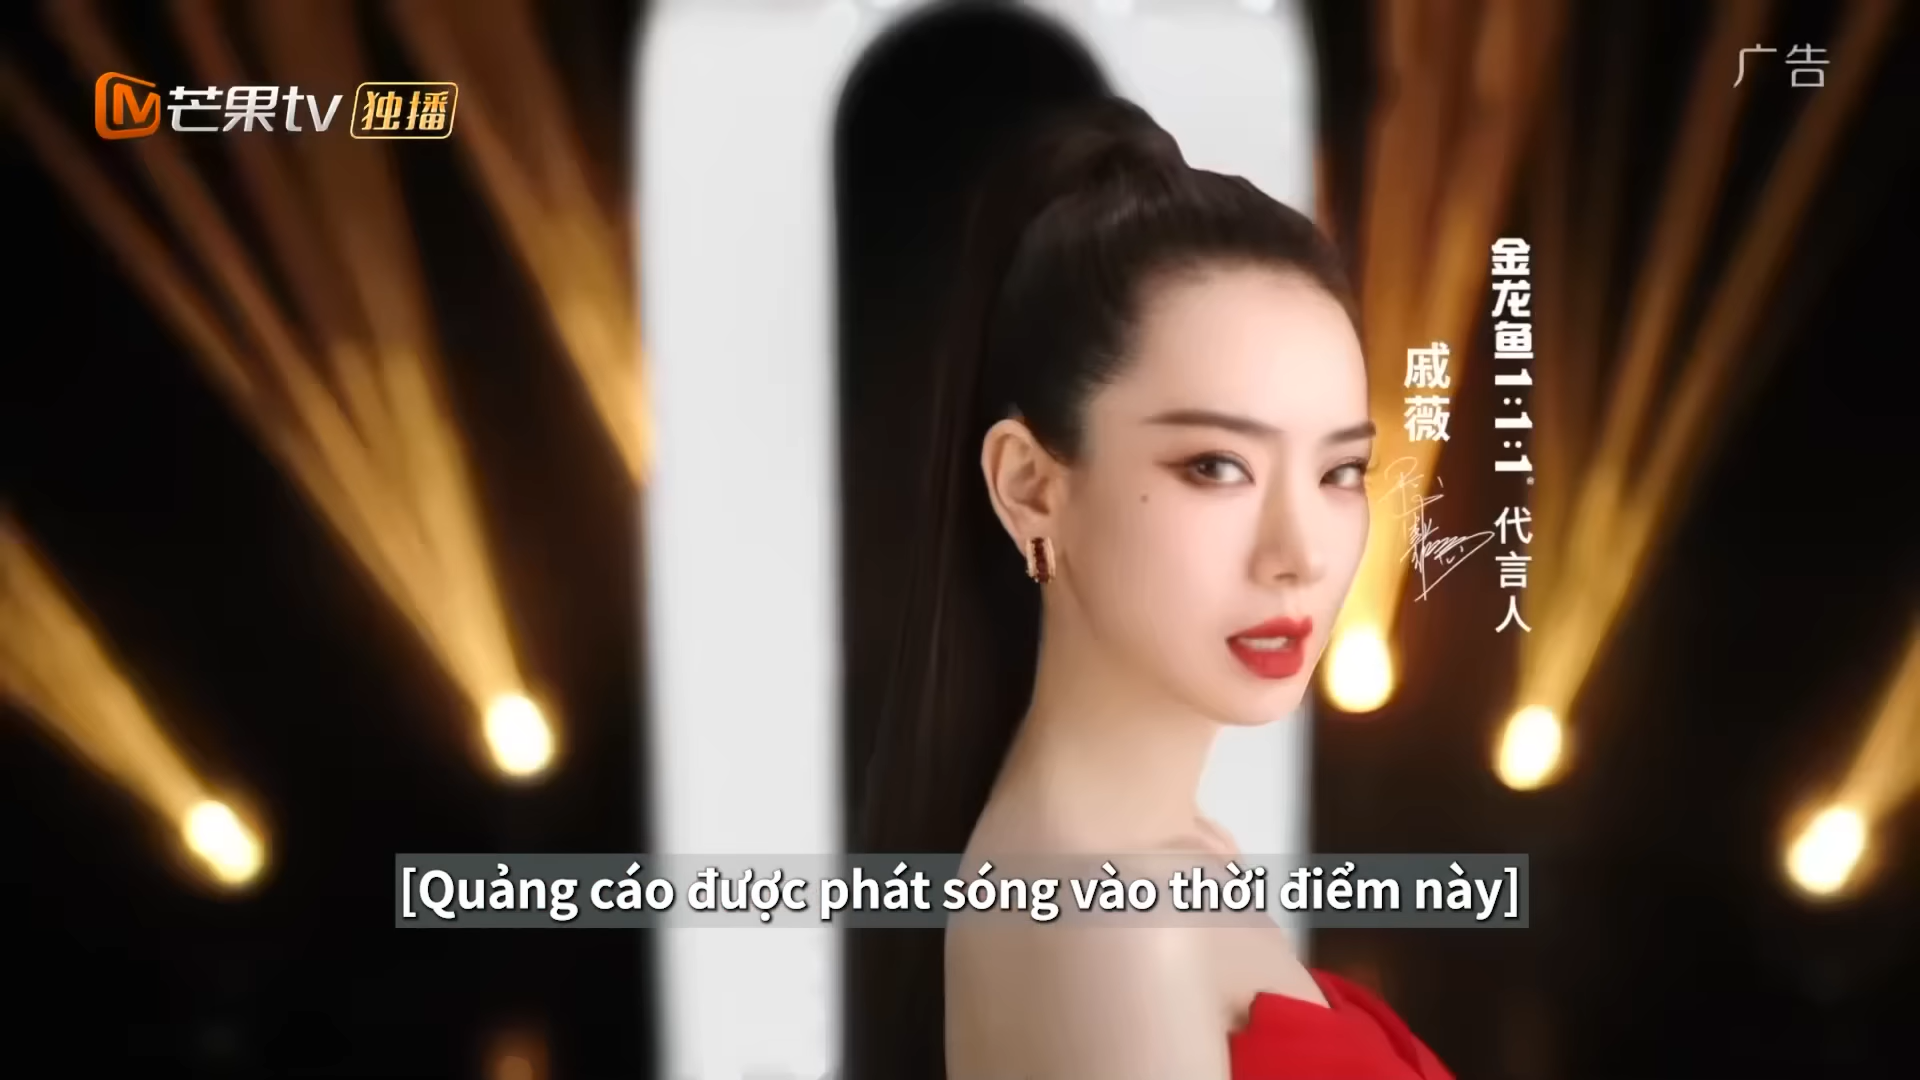 芒果tv 独播
广告
金龙鱼1:1:1® 代言人
戚薇
[Quảng cáo được phát sóng vào thời điểm này]